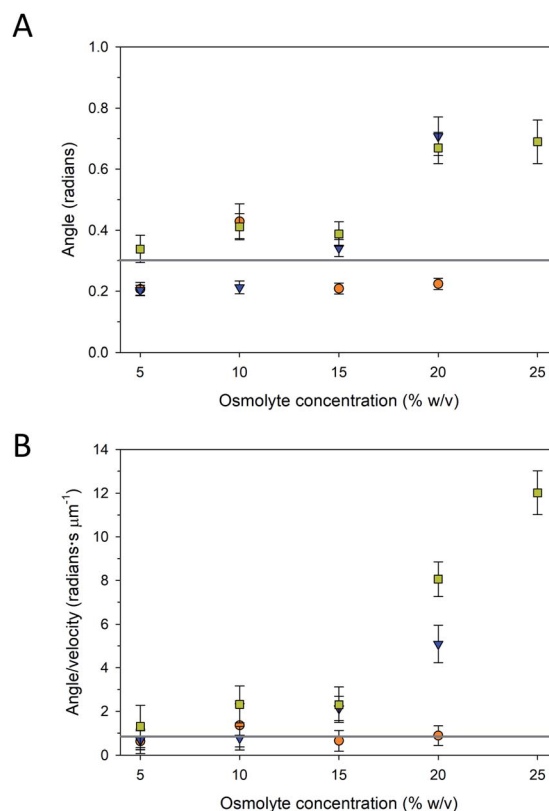 A
1.0
0.8
0.6
0.4
0.2
0.0
Angle (radians)
5 10 15 20 25
Osmolyte concentration (% w/v)
B
14
12
10
8
6
4
2
0
Angle/velocity (radians·s μm⁻¹)
5 10 15 20 25
Osmolyte concentration (% w/v)